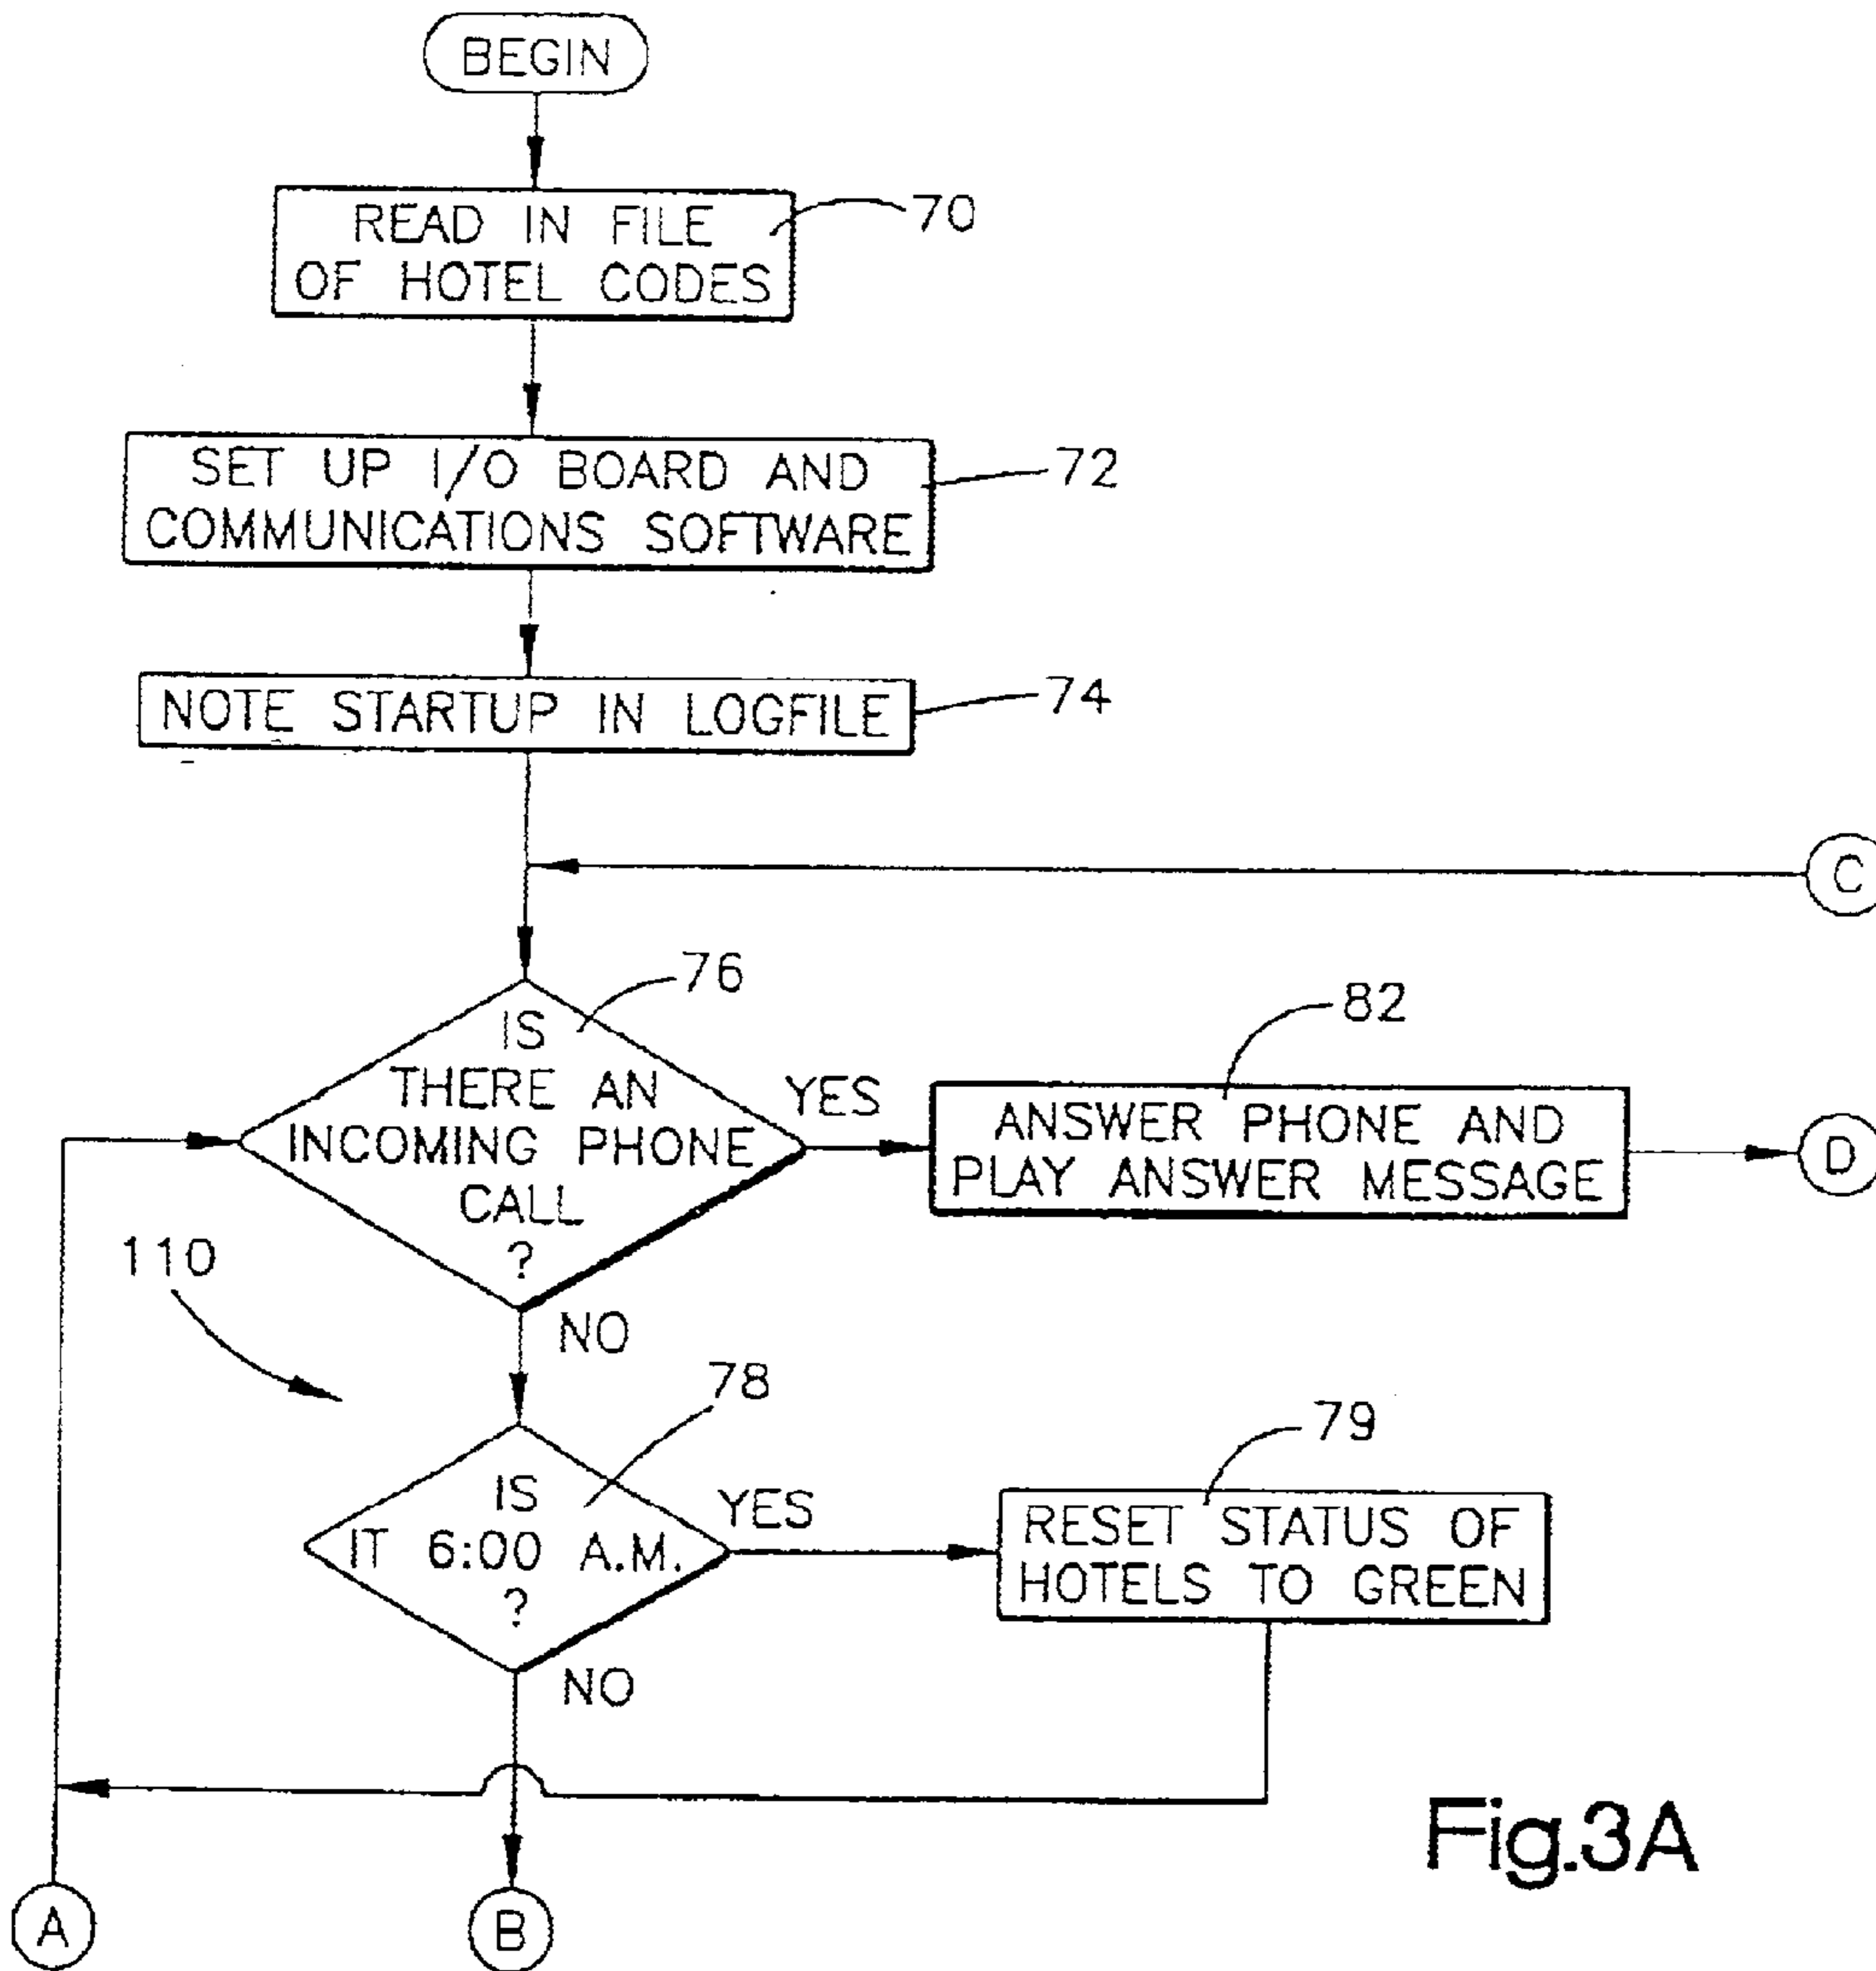 BEGIN
READ IN FILE
OF HOTEL CODES
70
SET UP I/O BOARD AND
COMMUNICATIONS SOFTWARE
72
NOTE STARTUP IN LOGFILE
74
C
76
IS
THERE AN
INCOMING PHONE
CALL
?
YES
82
ANSWER PHONE AND
PLAY ANSWER MESSAGE
D
110
NO
78
IS
IT 6:00 A.M.
?
YES
79
RESET STATUS OF
HOTELS TO GREEN
NO
A
B
Fig.3A